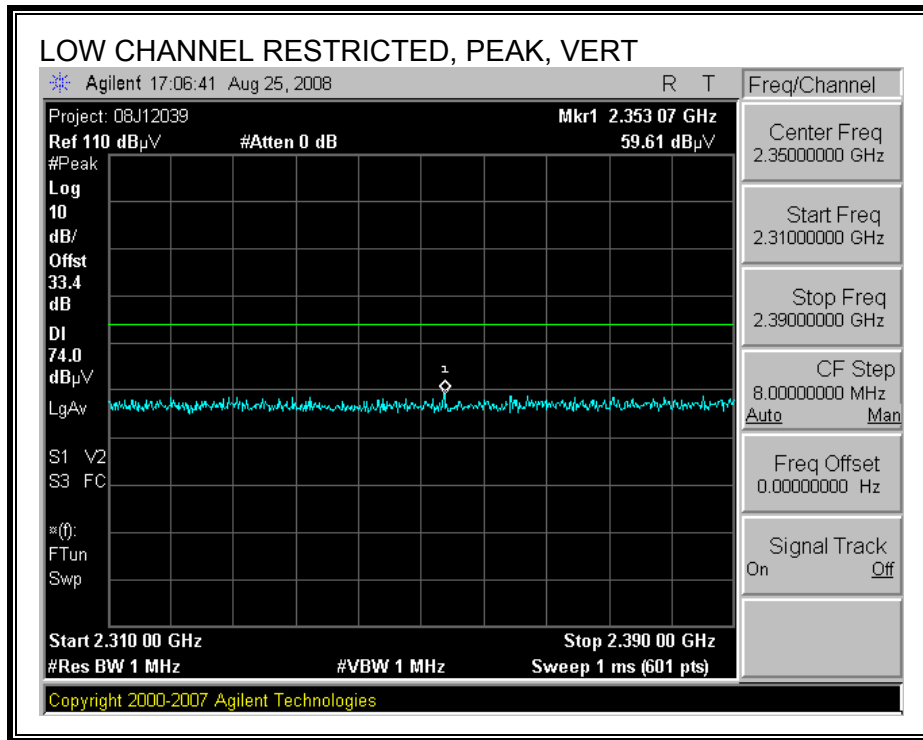 LOW CHANNEL RESTRICTED, PEAK, VERT
Agilent 17:06:41 Aug 25, 2008 R T
Freq/Channel
Project: 08J12039 Mkr1 2.353 07 GHz
Ref 110 dBµV #Atten 0 dB 59.61 dBµV
#Peak
Log
10
dB/
Offst
33.4
dB
DI
74.0
dBµV
LgAv
S1 V2
S3 FC
¤(f):
FTun
Swp
1
Start 2.310 00 GHz Stop 2.390 00 GHz
#Res BW 1 MHz #VBW 1 MHz Sweep 1 ms (601 pts)
Center Freq
2.35000000 GHz
Start Freq
2.31000000 GHz
Stop Freq
2.39000000 GHz
CF Step
8.00000000 MHz
Auto Man
Freq Offset
0.00000000 Hz
Signal Track
On Off
Copyright 2000-2007 Agilent Technologies